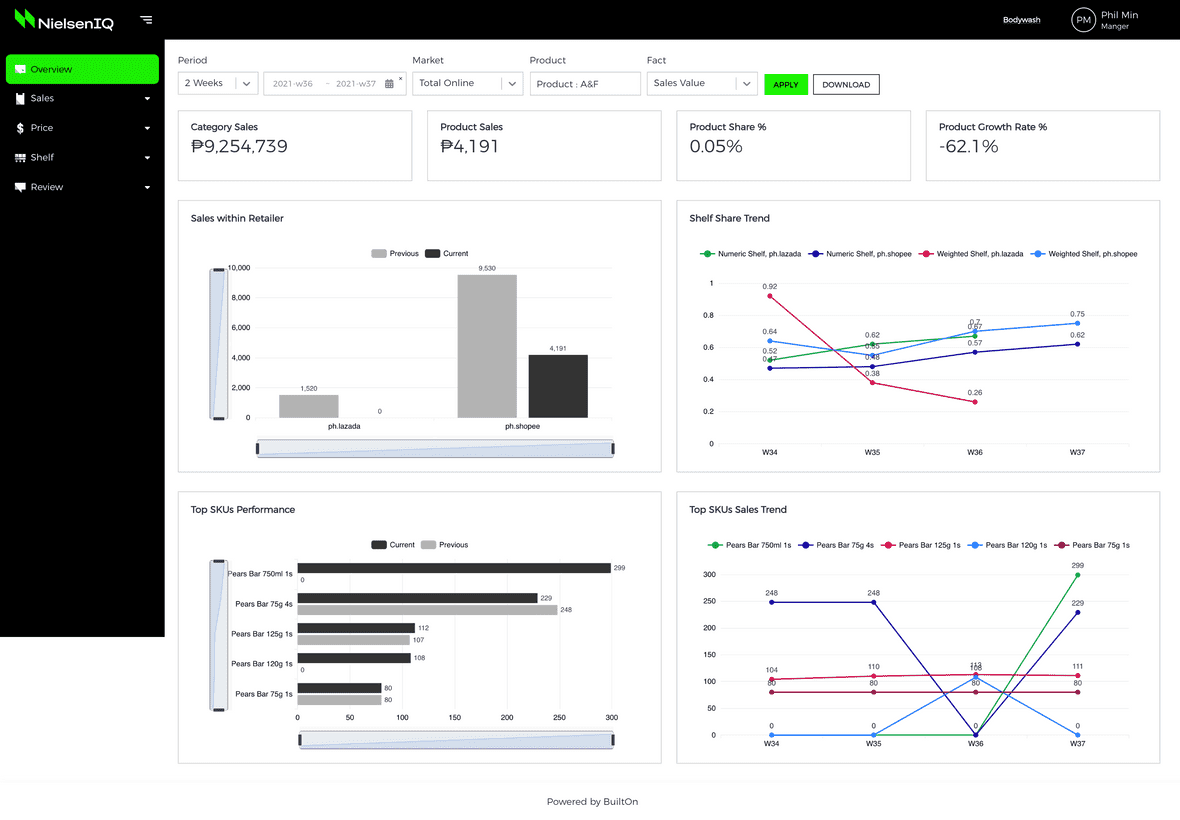 NielsenIQ
Bodywash
PM
Phil Min
Manger
Overview
Sales
Price
Shelf
Review
Period
Market
Product
Fact
2 Weeks
2021-w36 ~ 2021-w37
Total Online
Product : A&F
Sales Value
APPLY
DOWNLOAD
Category Sales
₱9,254,739
Product Sales
₱4,191
Product Share %
0.05%
Product Growth Rate %
-62.1%
Sales within Retailer
Previous Current
10,000
8,000
6,000
4,000
2,000
0
1,520
0
9,530
4,191
ph.lazada
ph.shopee
Shelf Share Trend
Numeric Shelf, ph.lazada Numeric Shelf, ph.shopee Weighted Shelf, ph.lazada Weighted Shelf, ph.shopee
1
0.8
0.6
0.4
0.2
0
0.92
0.64
0.52
0.47
0.62
0.55
0.48
0.38
0.7
0.67
0.57
0.26
0.75
0.62
W34
W35
W36
W37
Top SKUs Performance
Current Previous
Pears Bar 750ml 1s
299
0
Pears Bar 75g 4s
229
248
Pears Bar 125g 1s
112
107
Pears Bar 120g 1s
108
0
Pears Bar 75g 1s
80
80
0 50 100 150 200 250 300
Top SKUs Sales Trend
Pears Bar 750ml 1s Pears Bar 75g 4s Pears Bar 125g 1s Pears Bar 120g 1s Pears Bar 75g 1s
300
250
200
150
100
50
0
248
104
80
0
248
110
80
0
113
108
80
0
299
229
111
80
0
W34
W35
W36
W37
Powered by BuiltOn